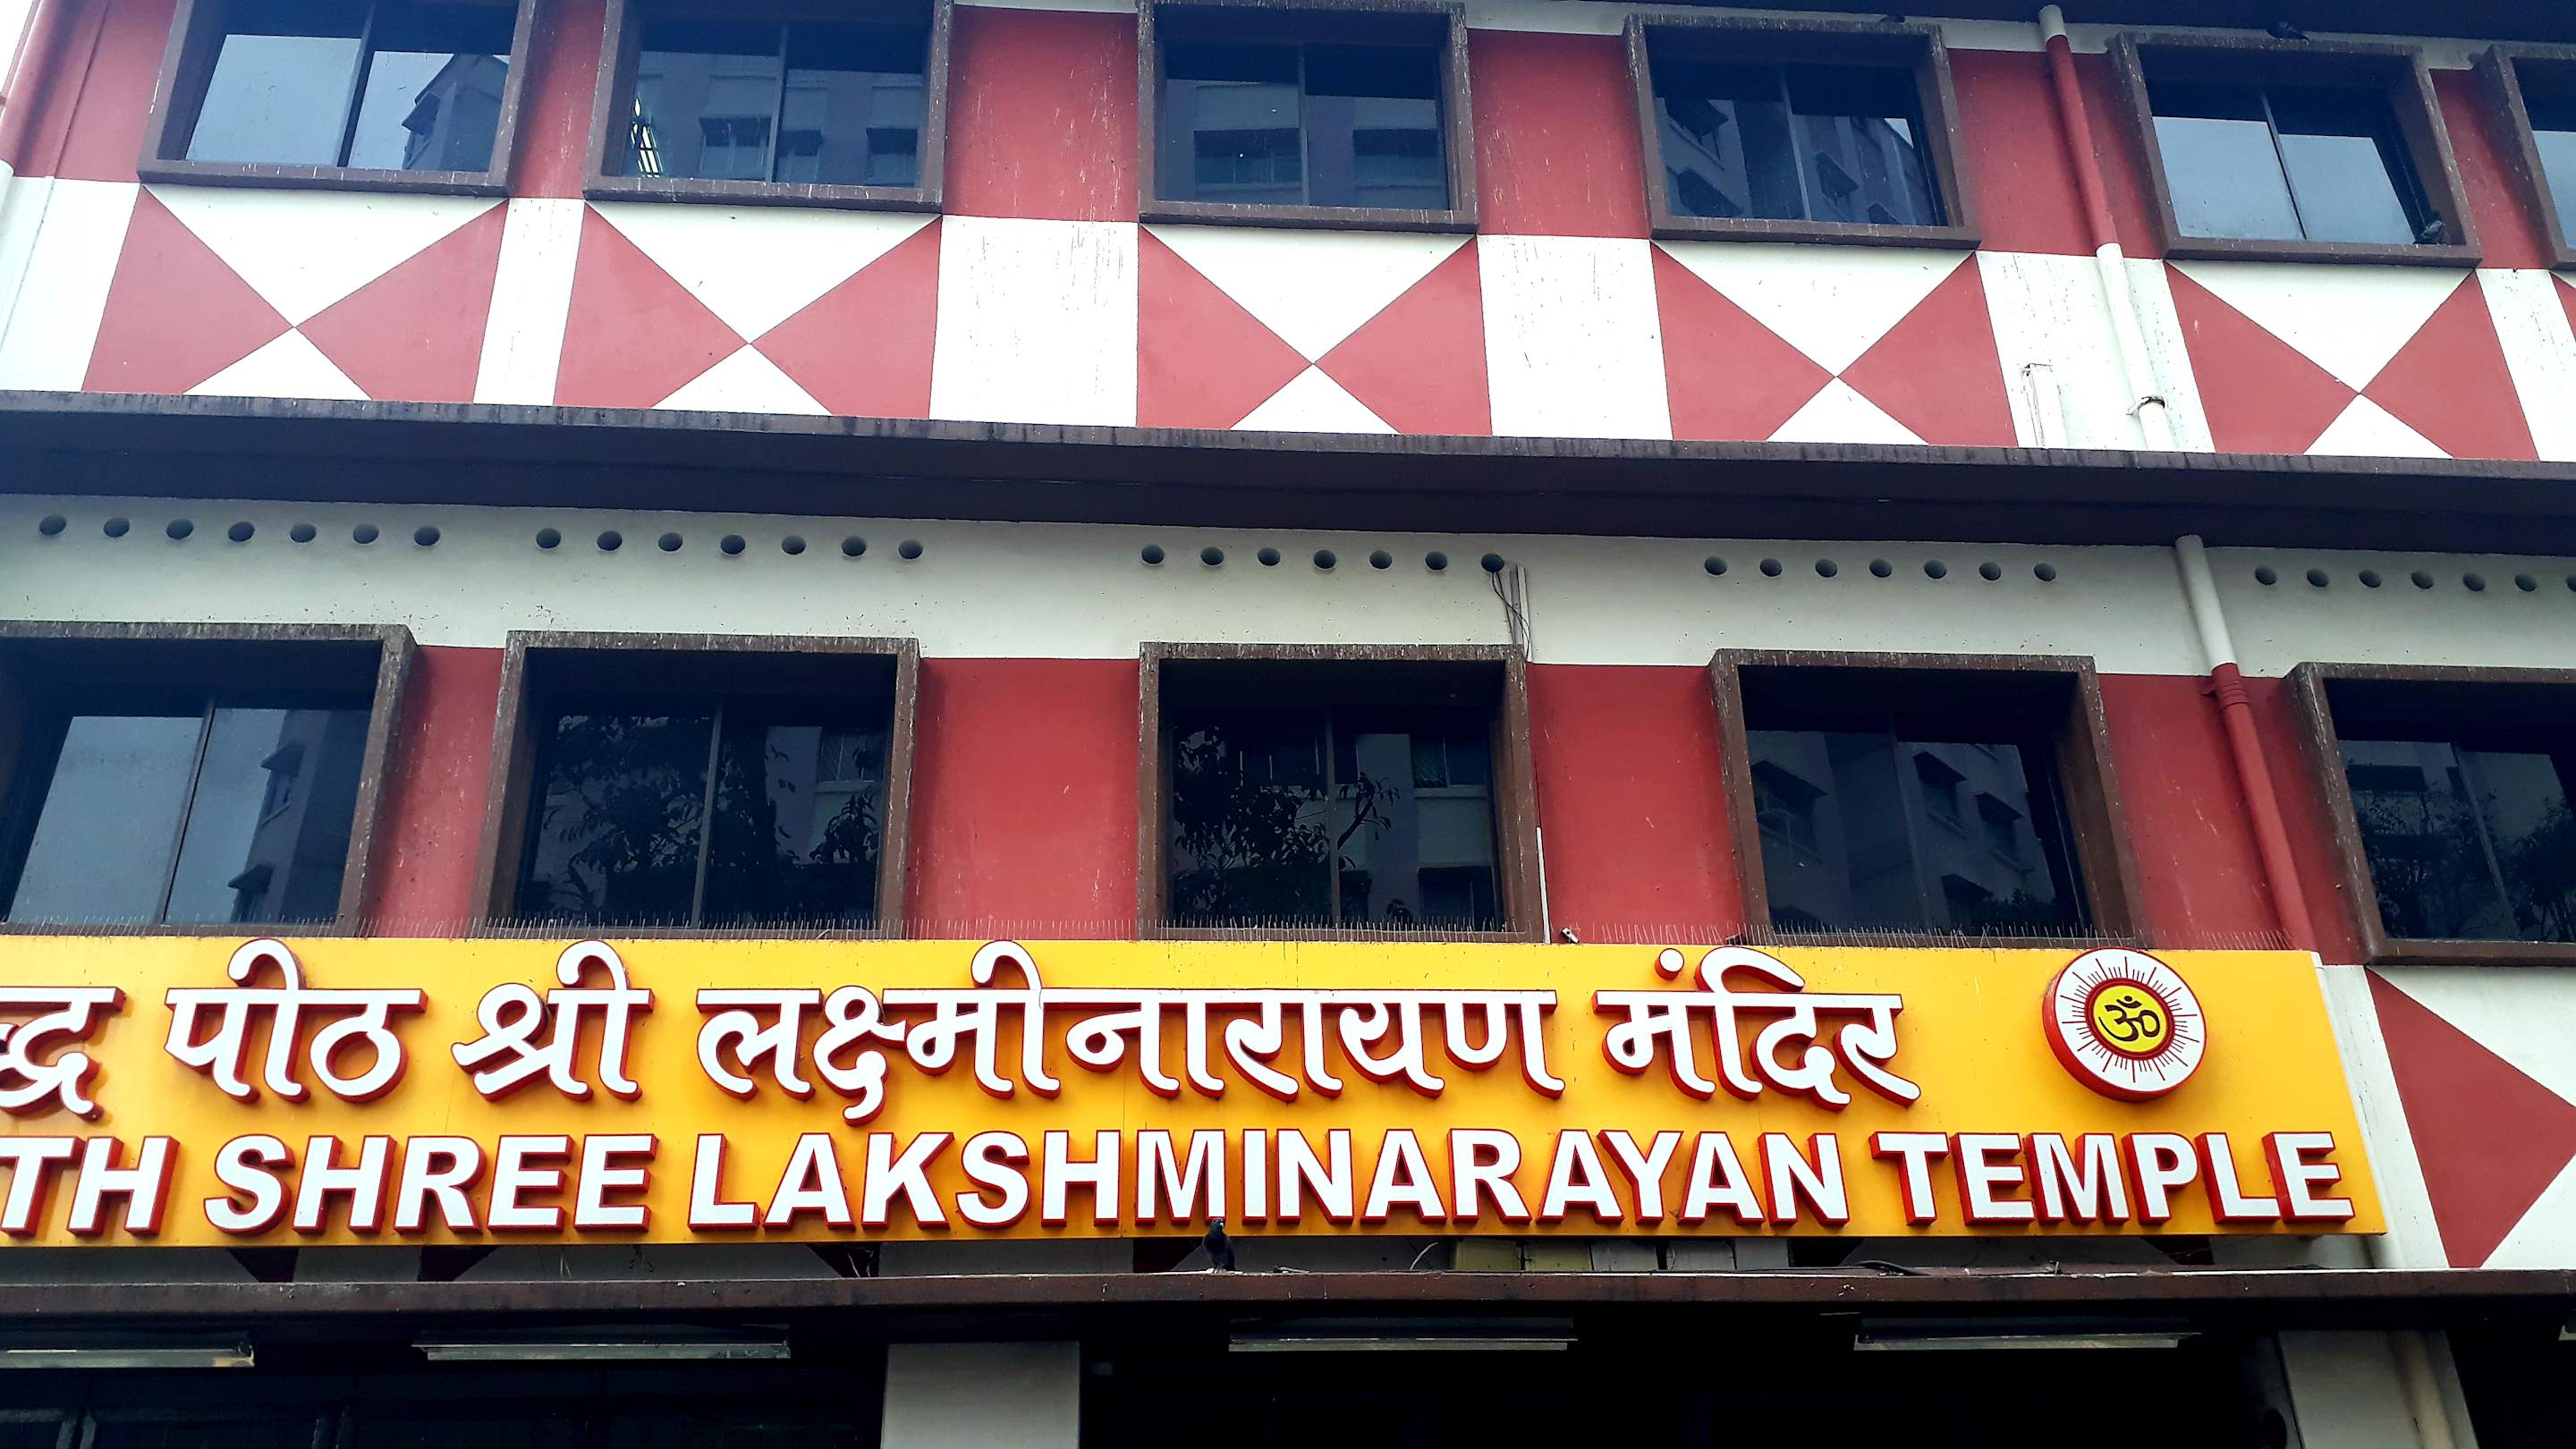 पीठ श्री लक्ष्मीनारायण मंदिर ॐ
SHREE LAKSHMINARAYAN TEMPLE